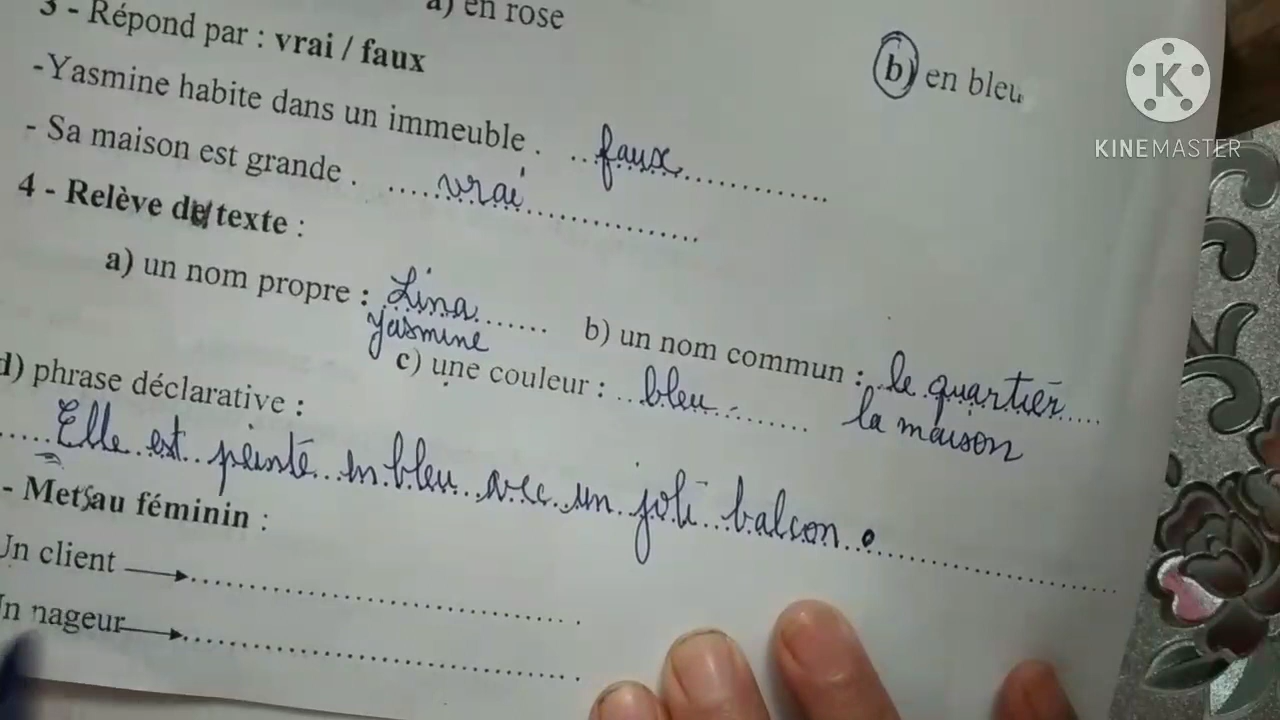 a) en rose
b) en bleu
3 - Répond par : vrai / faux
-Yasmine habite dans un immeuble . ...faux...............
- Sa maison est grande . .....vrai.................
4 - Relève du texte :
a) un nom propre : Lina....... b) un nom commun : le quartier....
Yasmine
la maison
c) une couleur : ..bleu..........
d) phrase déclarative :
.....Elle est peinte en bleu avec un joli balcon.........................
- Mets au féminin :
Un client ........................................ .
Un nageur ........................................ .
KINEMASTER